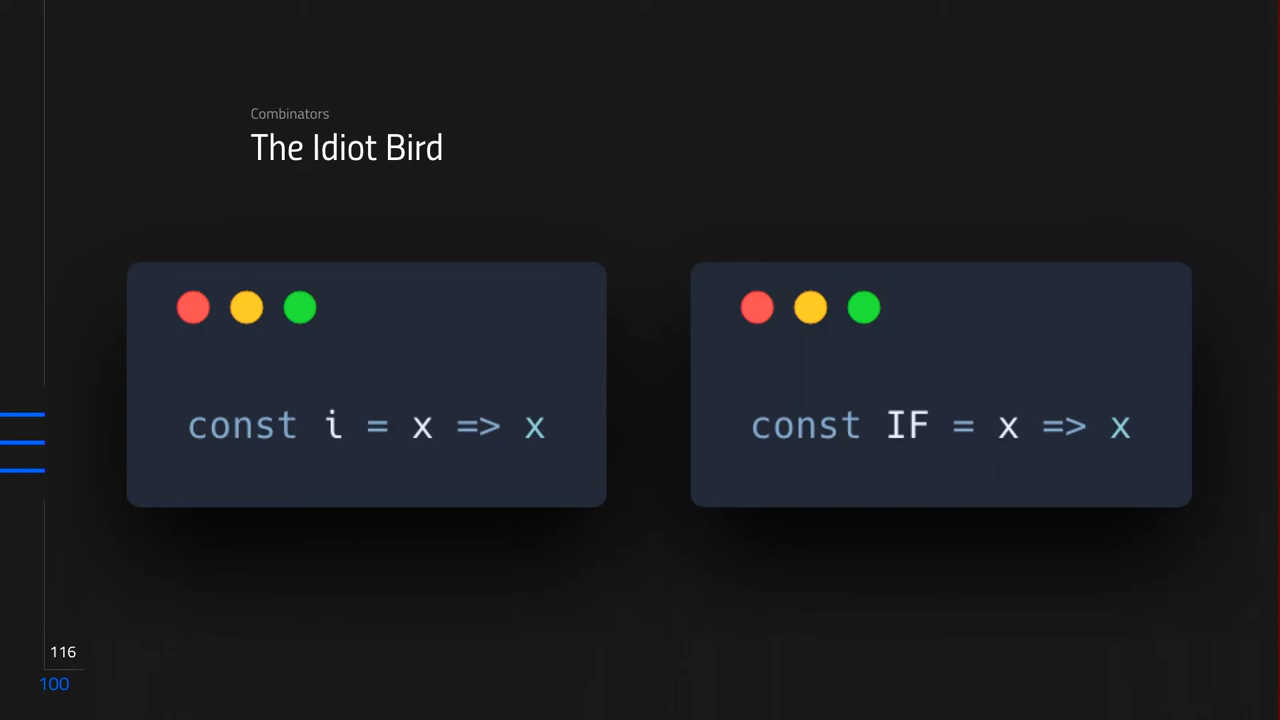 Combinators
The Idiot Bird
const i = x => x
const IF = x => x
116
100